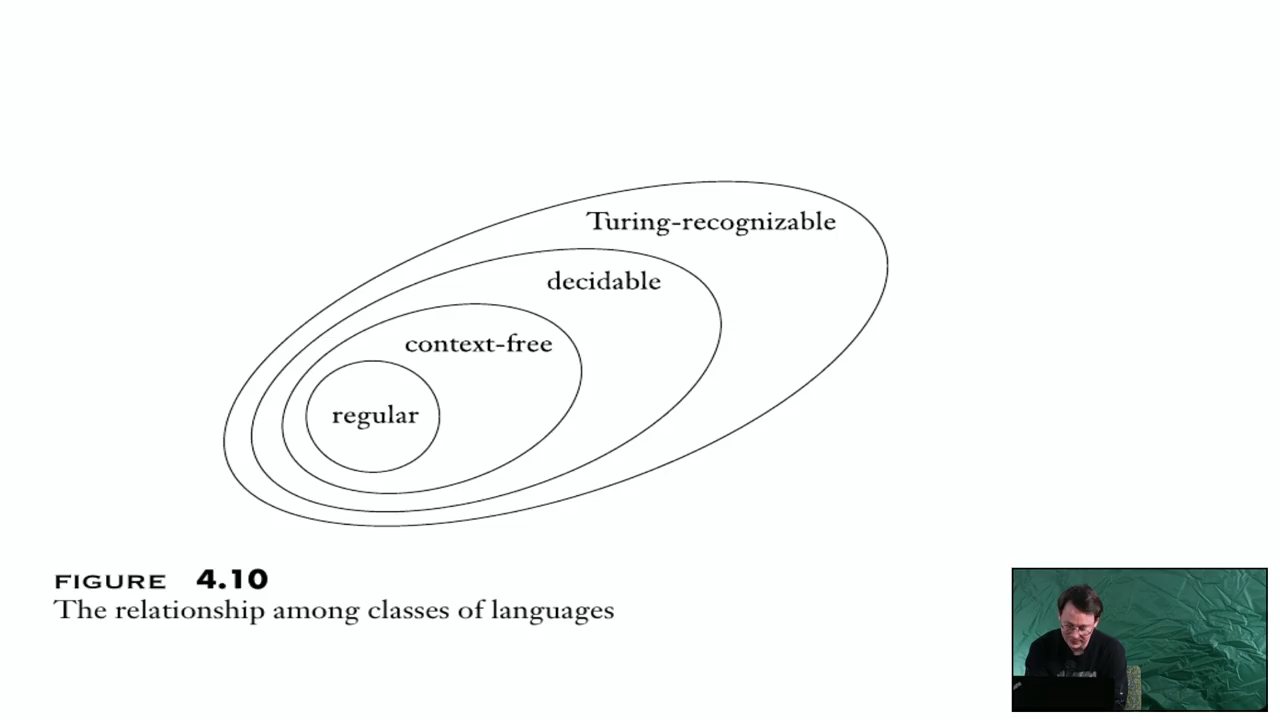 Turing-recognizable
decidable
context-free
regular
FIGURE 4.10
The relationship among classes of languages